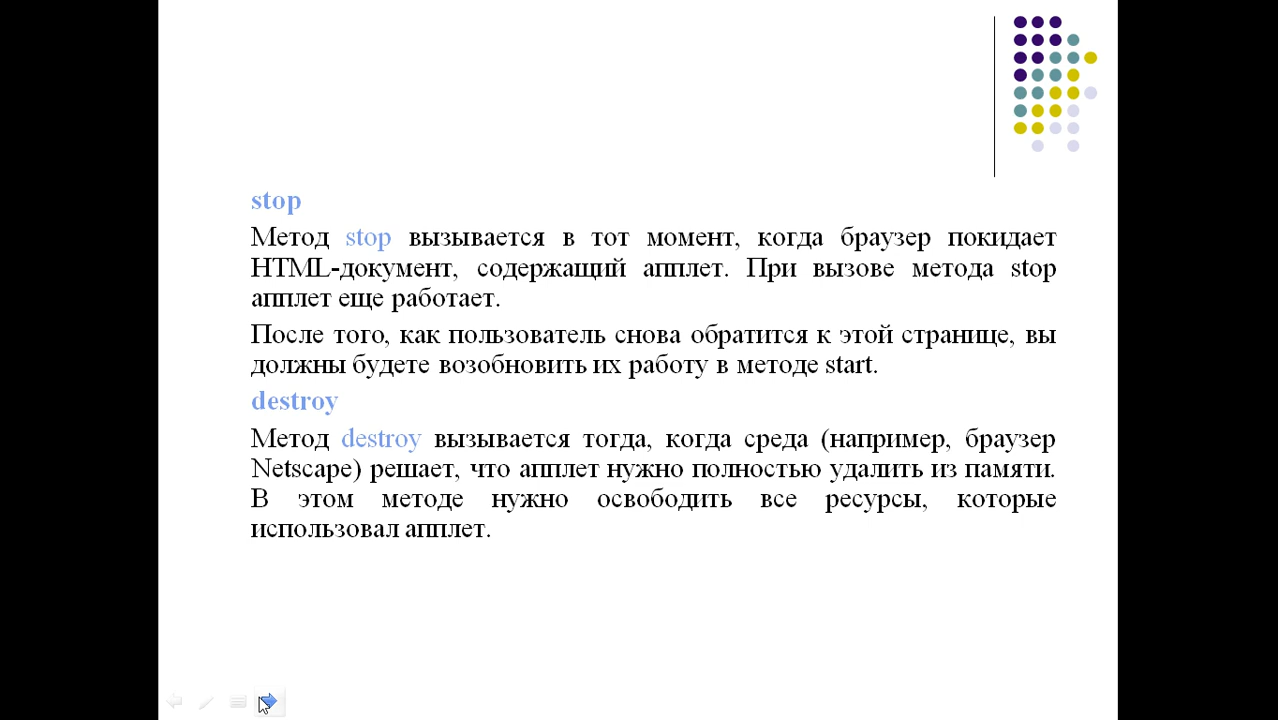 stop
Метод stop вызывается в тот момент, когда браузер покидает
HTML-документ, содержащий апплет. При вызове метода stop
апплет еще работает.
После того, как пользователь снова обратится к этой странице, вы
должны будете возобновить их работу в методе start.
destroy
Метод destroy вызывается тогда, когда среда (например, браузер
Netscape) решает, что апплет нужно полностью удалить из памяти.
В этом методе нужно освободить все ресурсы, которые
использовал апплет.